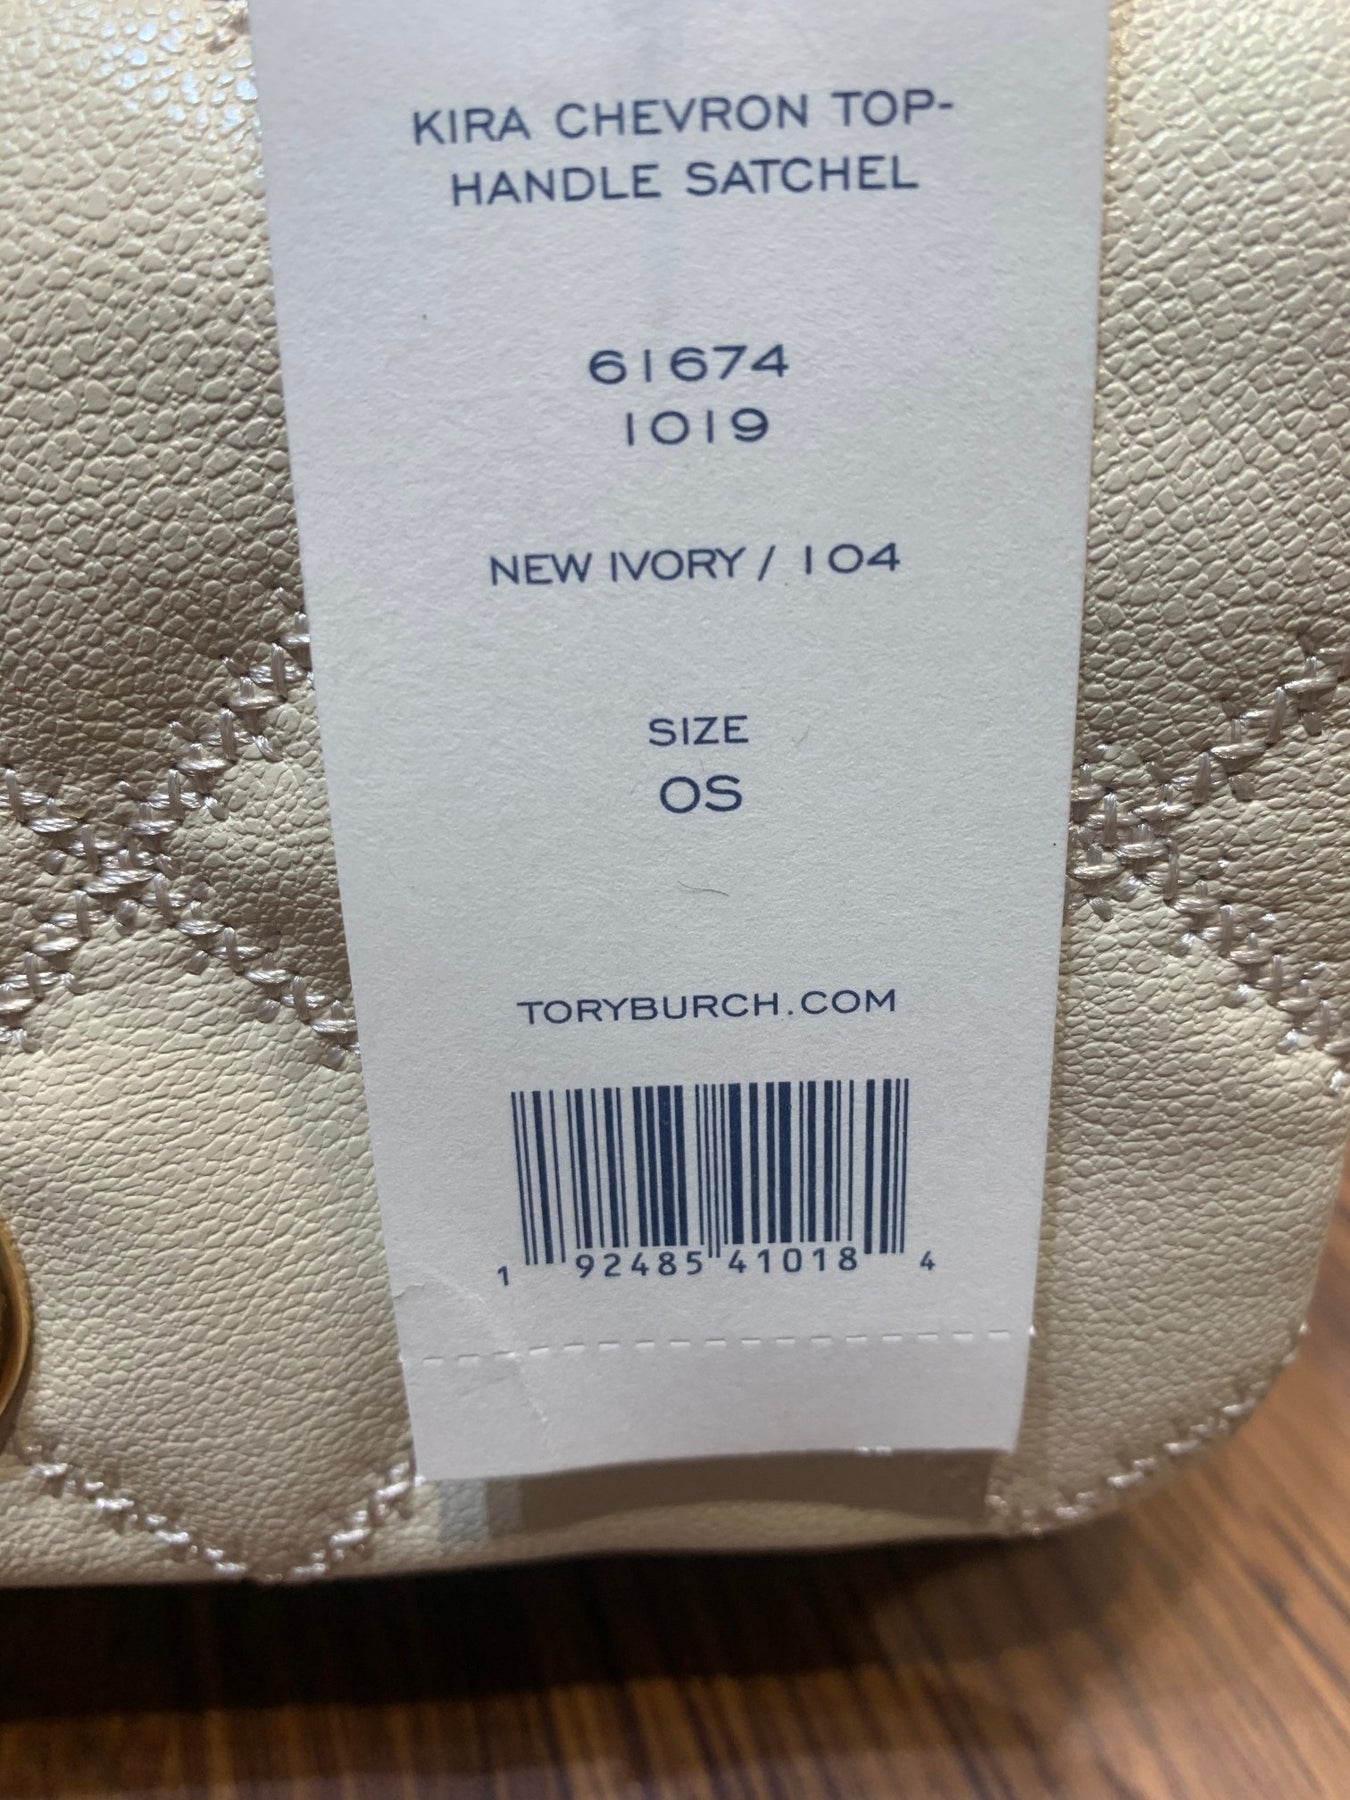 KIRA CHEVRON TOP-
HANDLE SATCHEL
61674
1019
NEW IVORY / 104
SIZE
OS
TORYBURCH.COM
1 92485 41018 4